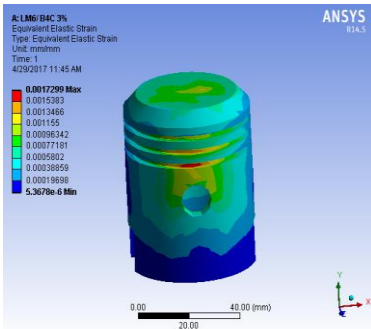 A: LM6/ B4C 3%
Equivalent Elastic Strain
Type: Equivalent Elastic Strain
Unit: mm/mm
Time: 1
4/29/2017 11:45 AM
ANSYS
R14.5
0.0017299 Max
0.0015383
0.0013466
0.001155
0.00096342
0.00077181
0.0005802
0.00038859
0.00019698
5.3678e-6 Min
0.00
40.00 (mm)
20.00
Y
X